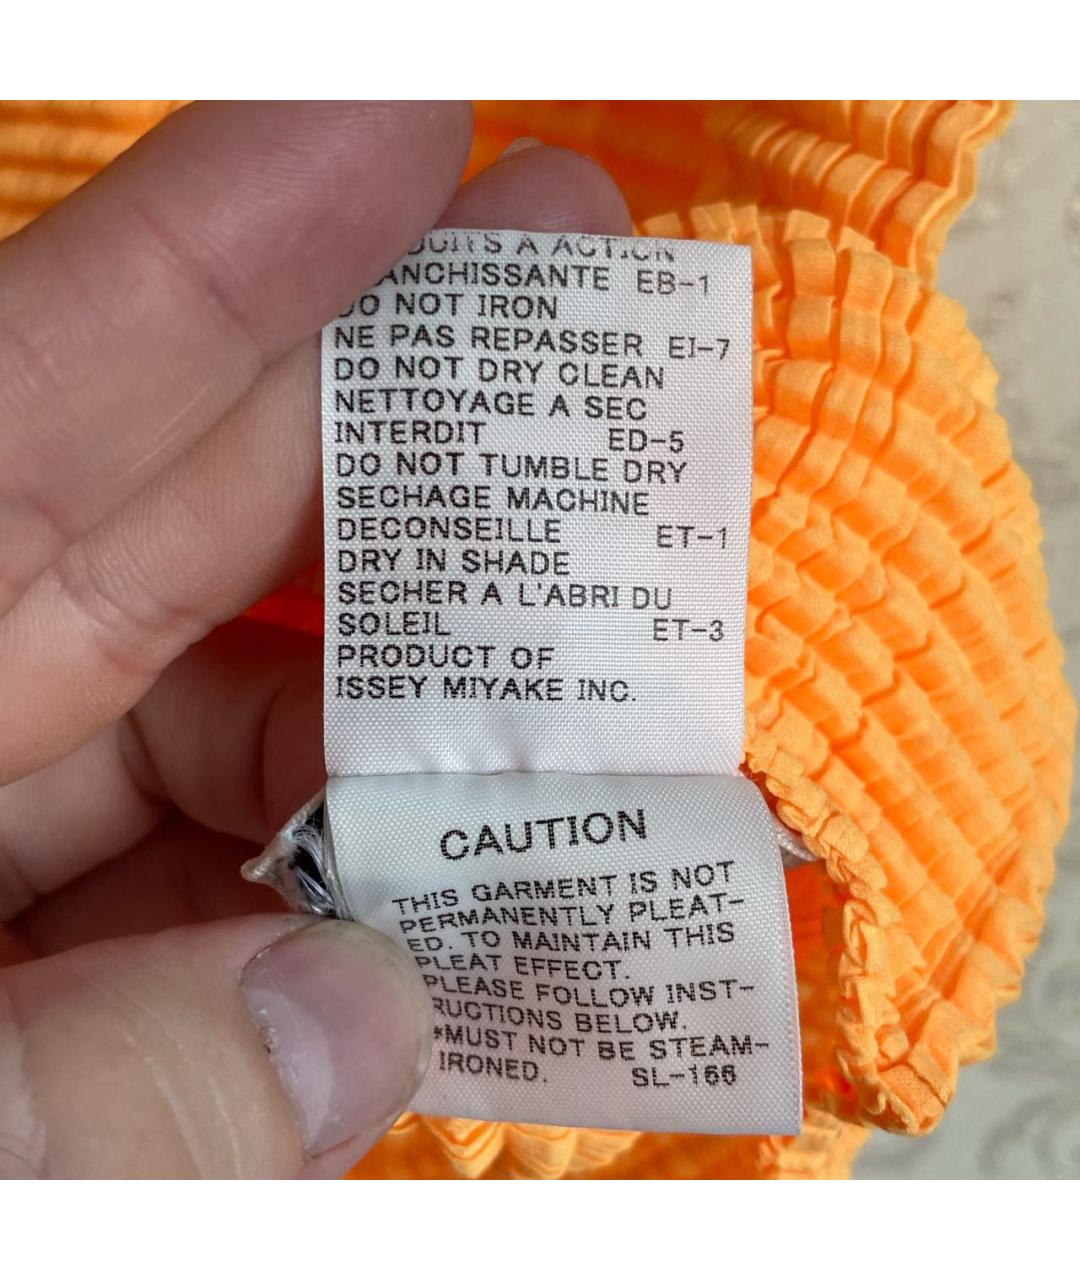 A ACTION
ANCHISSANTE EB-1
DO NOT IRON
NE PAS REPASSER EI-7
DO NOT DRY CLEAN
NETTOYAGE A SEC
INTERDIT ED-5
DO NOT TUMBLE DRY
SECHAGE MACHINE
DECONSEILLE ET-1
DRY IN SHADE
SECHER A L'ABRI DU
SOLEIL ET-3
PRODUCT OF
ISSEY MIYAKE INC.
CAUTION
THIS GARMENT IS NOT
PERMANENTLY PLEAT-
ED. TO MAINTAIN THIS
PLEAT EFFECT.
PLEASE FOLLOW INST-
RUCTIONS BELOW.
*MUST NOT BE STEAM-
IRONED. SL-166